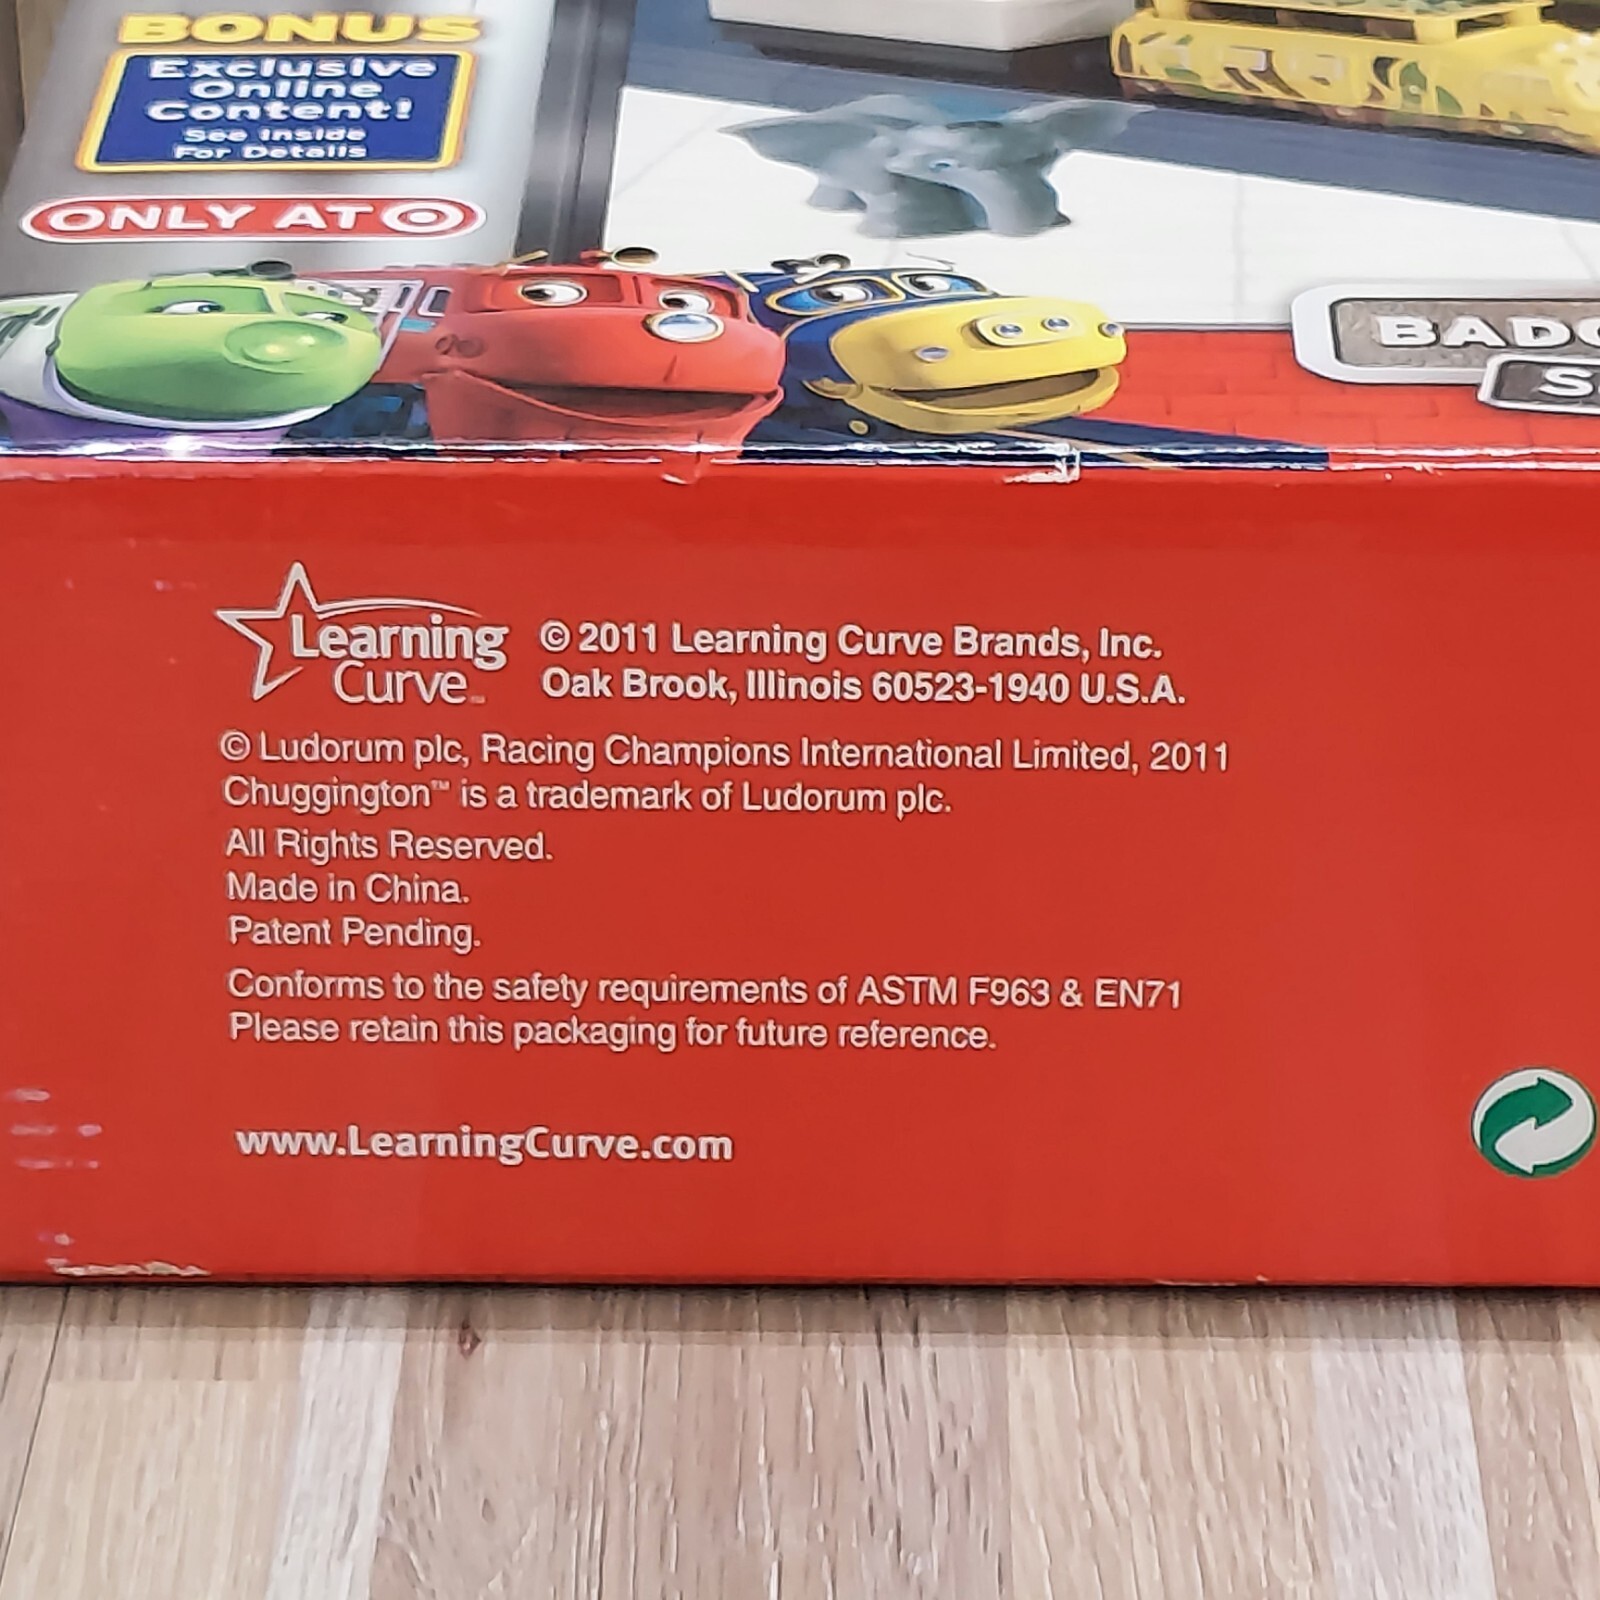 BONUS
Exclusive
Online
Content!
See Inside
For Details
ONLY AT
Learning
Curve™
© 2011 Learning Curve Brands, Inc.
Oak Brook, Illinois 60523-1940 U.S.A.
© Ludorum plc, Racing Champions International Limited, 2011
Chuggington™ is a trademark of Ludorum plc.
All Rights Reserved.
Made in China.
Patent Pending.
Conforms to the safety requirements of ASTM F963 & EN71
Please retain this packaging for future reference.
www.LearningCurve.com